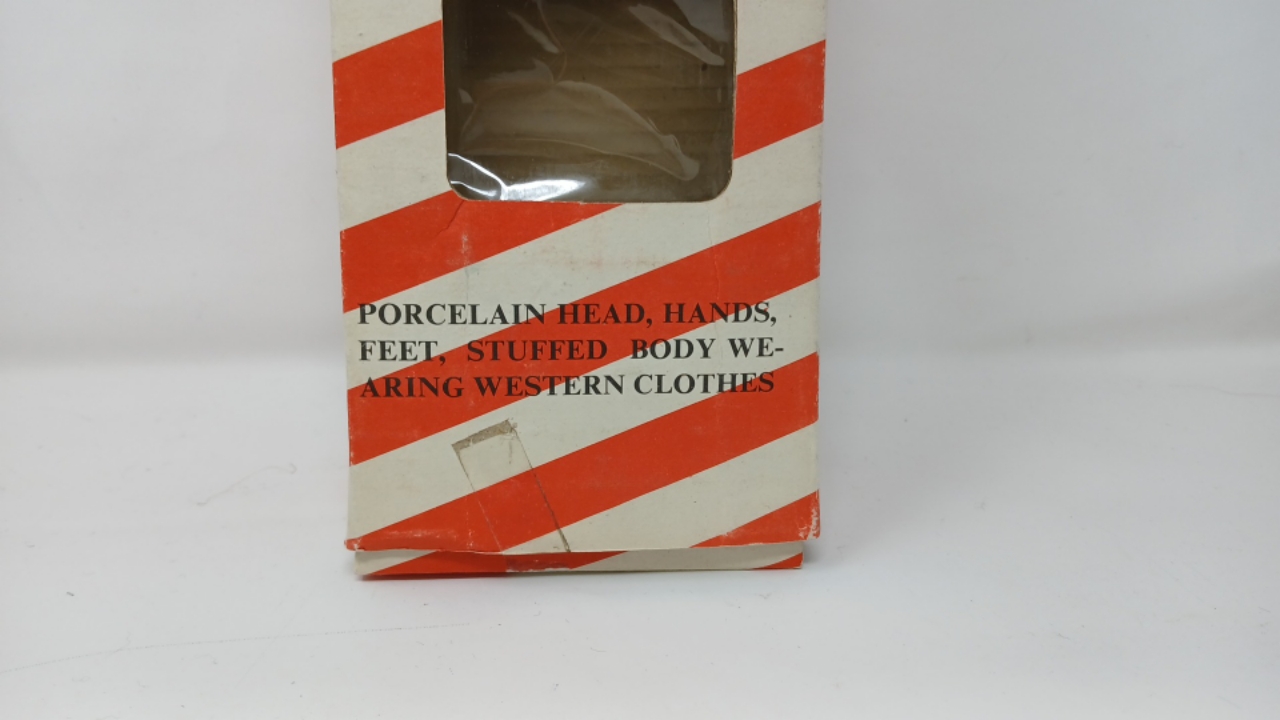 PORCELAIN HEAD, HANDS,
FEET, STUFFED BODY WE-
ARING WESTERN CLOTHES